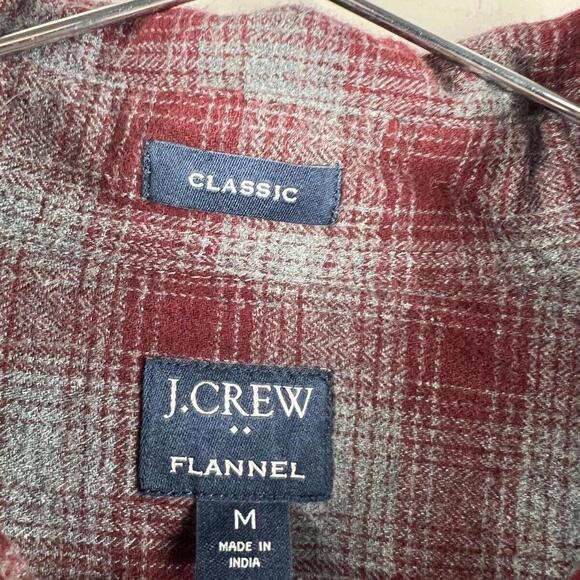 CLASSIC
J.CREW
FLANNEL
M
MADE IN
INDIA